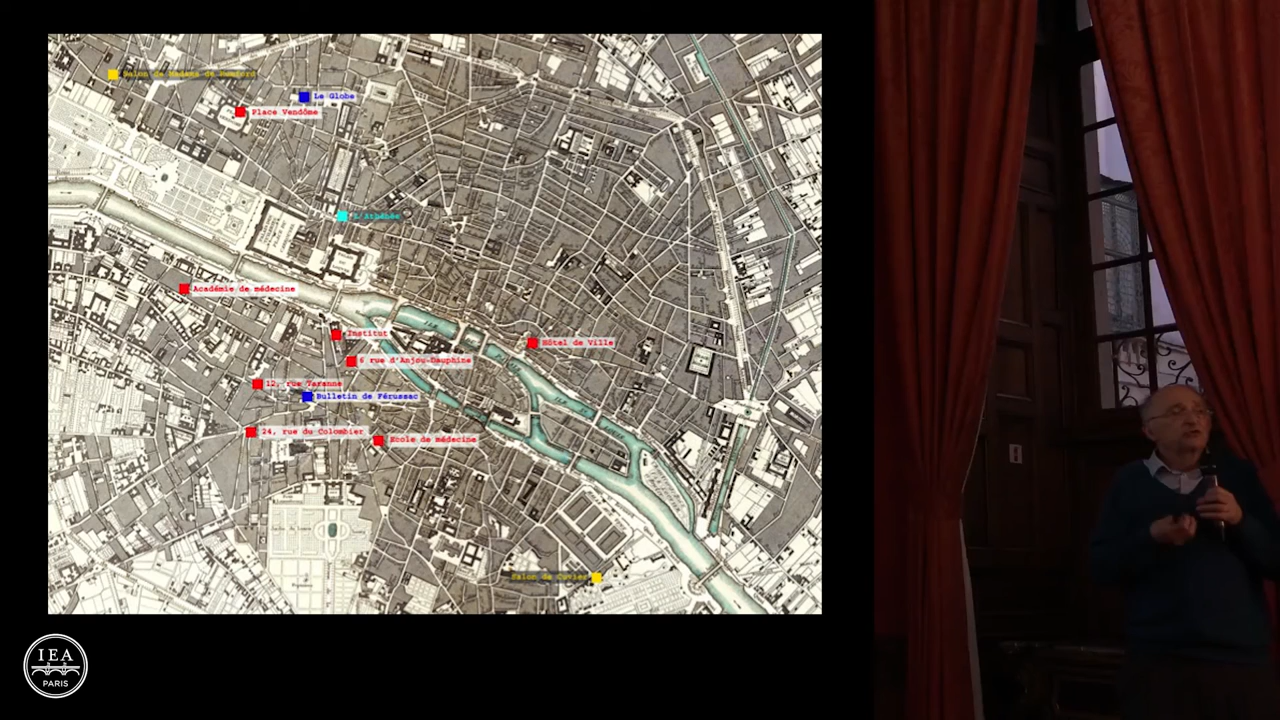 Salon de Madame de Rumford
Le Globe
Place Vendôme
L'Athénée
Académie de médecine
Institut
Hôtel de Ville
6 rue d'Anjou-Dauphine
12, rue Taranne
Bulletin de Férussac
24, rue du Colombier
Ecole de médecine
Salon de Cuvier
IEA
PARIS